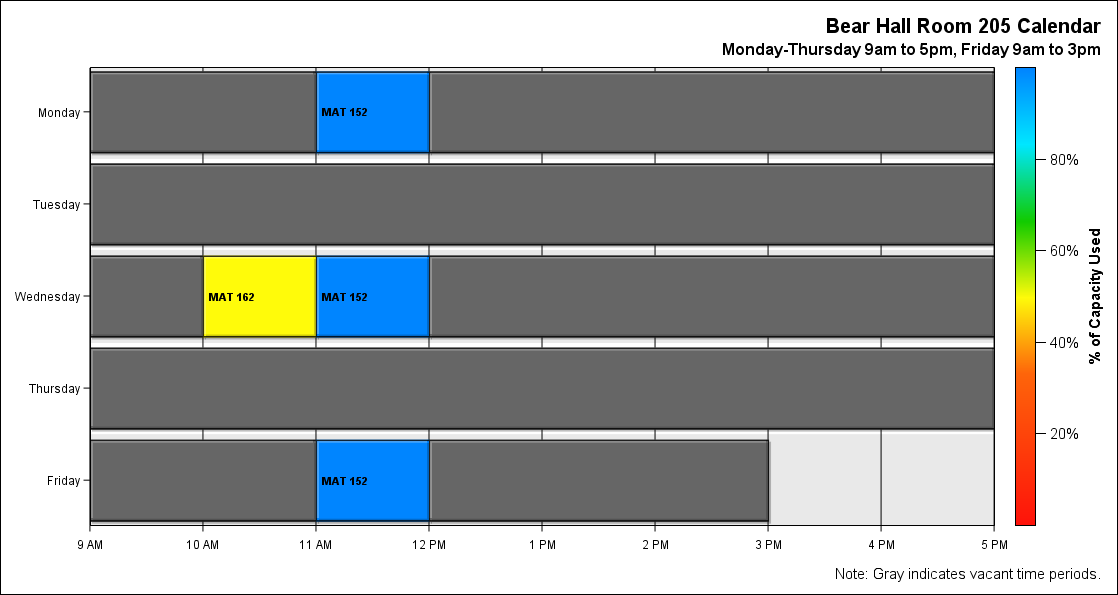 Bear Hall Room 205 Calendar
Monday-Thursday 9am to 5pm, Friday 9am to 3pm
Monday
MAT 152
Tuesday
Wednesday
MAT 162
MAT 152
Thursday
Friday
MAT 152
9 AM 10 AM 11 AM 12 PM 1 PM 2 PM 3 PM 4 PM 5 PM
80%
60%
40%
20%
% of Capacity Used
Note: Gray indicates vacant time periods.